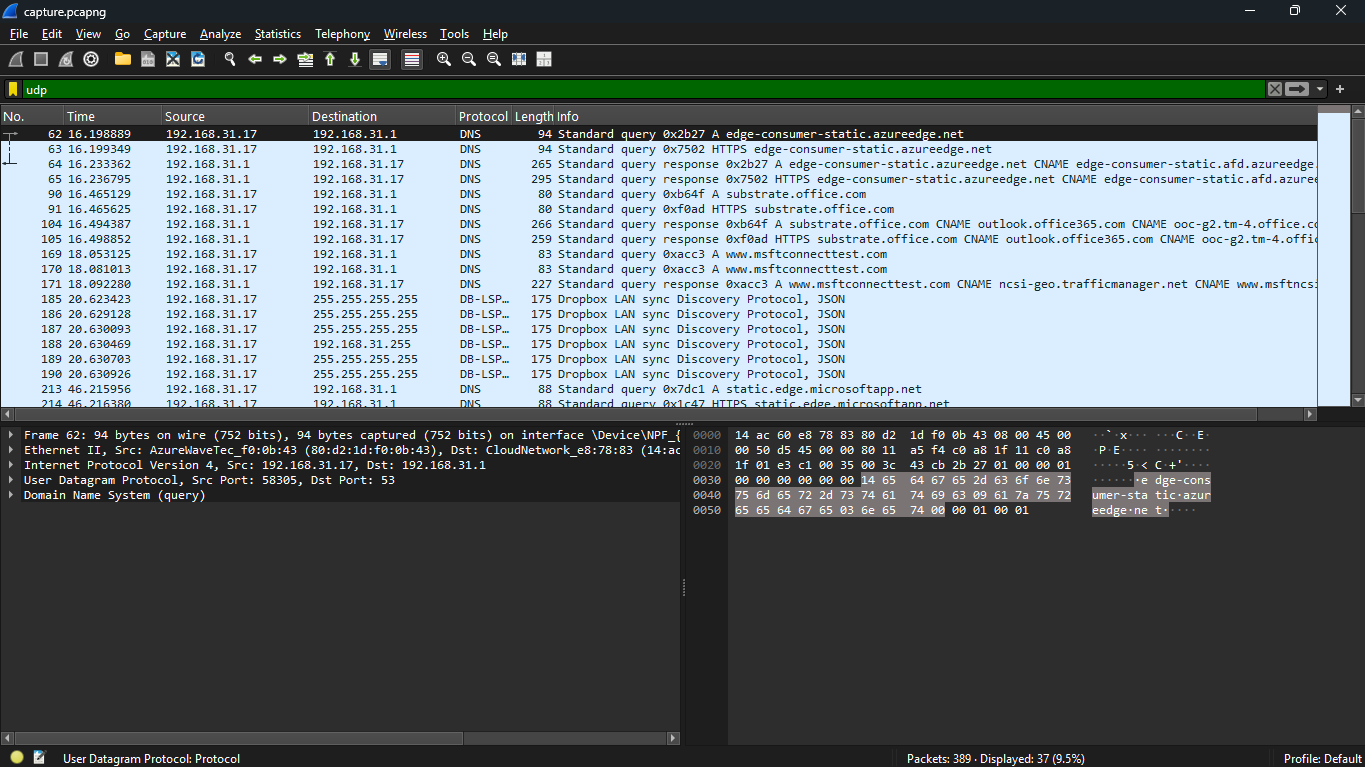 capture.pcapng
File Edit View Go Capture Analyze Statistics Telephony Wireless Tools Help
udp
No. Time Source Destination Protocol Length Info
62 16.198889 192.168.31.17 192.168.31.1 DNS 94 Standard query 0x2b27 A edge-consumer-static.azureedge.net
63 16.199349 192.168.31.17 192.168.31.1 DNS 94 Standard query 0x7502 HTTPS edge-consumer-static.azureedge.net
64 16.233362 192.168.31.1 192.168.31.17 DNS 265 Standard query response 0x2b27 A edge-consumer-static.azureedge.net CNAME edge-consumer-static.afd.azureedge.
65 16.236795 192.168.31.1 192.168.31.17 DNS 295 Standard query response 0x7502 HTTPS edge-consumer-static.azureedge.net CNAME edge-consumer-static.afd.azuree
90 16.465129 192.168.31.17 192.168.31.1 DNS 80 Standard query 0xb64f A substrate.office.com
91 16.465625 192.168.31.17 192.168.31.1 DNS 80 Standard query 0xf0ad HTTPS substrate.office.com
104 16.494387 192.168.31.1 192.168.31.17 DNS 266 Standard query response 0xb64f A substrate.office.com CNAME outlook.office365.com CNAME ooc-g2.tm-4.office.co
105 16.498852 192.168.31.1 192.168.31.17 DNS 259 Standard query response 0xf0ad HTTPS substrate.office.com CNAME outlook.office365.com CNAME ooc-g2.tm-4.offic
169 18.053125 192.168.31.17 192.168.31.1 DNS 83 Standard query 0xacc3 A www.msftconnecttest.com
170 18.081013 192.168.31.17 192.168.31.1 DNS 83 Standard query 0xacc3 A www.msftconnecttest.com
171 18.092280 192.168.31.1 192.168.31.17 DNS 227 Standard query response 0xacc3 A www.msftconnecttest.com CNAME ncsi-geo.trafficmanager.net CNAME www.msftncsi
185 20.623423 192.168.31.17 255.255.255.255 DB-LSP… 175 Dropbox LAN sync Discovery Protocol, JSON
186 20.629128 192.168.31.17 255.255.255.255 DB-LSP… 175 Dropbox LAN sync Discovery Protocol, JSON
187 20.630093 192.168.31.17 255.255.255.255 DB-LSP… 175 Dropbox LAN sync Discovery Protocol, JSON
188 20.630469 192.168.31.17 192.168.31.255 DB-LSP… 175 Dropbox LAN sync Discovery Protocol, JSON
189 20.630703 192.168.31.17 255.255.255.255 DB-LSP… 175 Dropbox LAN sync Discovery Protocol, JSON
190 20.630926 192.168.31.17 255.255.255.255 DB-LSP… 175 Dropbox LAN sync Discovery Protocol, JSON
213 46.215956 192.168.31.17 192.168.31.1 DNS 88 Standard query 0x7dc1 A static.edge.microsoftapp.net
214 46.216380 192.168.31.17 192.168.31.1 DNS 88 Standard query 0x1c47 HTTPS static.edge.microsoftapp.net
Frame 62: 94 bytes on wire (752 bits), 94 bytes captured (752 bits) on interface \Device\NPF_{
Ethernet II, Src: AzureWaveTec_f0:0b:43 (80:d2:1d:f0:0b:43), Dst: CloudNetwork_e8:78:83 (14:ac
Internet Protocol Version 4, Src: 192.168.31.17, Dst: 192.168.31.1
User Datagram Protocol, Src Port: 58305, Dst Port: 53
Domain Name System (query)
0000 14 ac 60 e8 78 83 80 d2 1d f0 0b 43 08 00 45 00 ··`·x··· ···C··E·
0010 00 50 d5 45 00 00 80 11 a5 f4 c0 a8 1f 11 c0 a8 ·P·E···· ········
0020 1f 01 e3 c1 00 35 00 3c 43 cb 2b 27 01 00 00 01 ·····5·< C·+'····
0030 00 00 00 00 00 00 14 65 64 67 65 2d 63 6f 6e 73 ·······e dge-cons
0040 75 6d 65 72 2d 73 74 61 74 69 63 09 61 7a 75 72 umer-sta tic·azur
0050 65 65 64 67 65 03 6e 65 74 00 00 01 00 01 eedge·ne t·····
User Datagram Protocol: Protocol
Packets: 389 · Displayed: 37 (9.5%)
Profile: Default